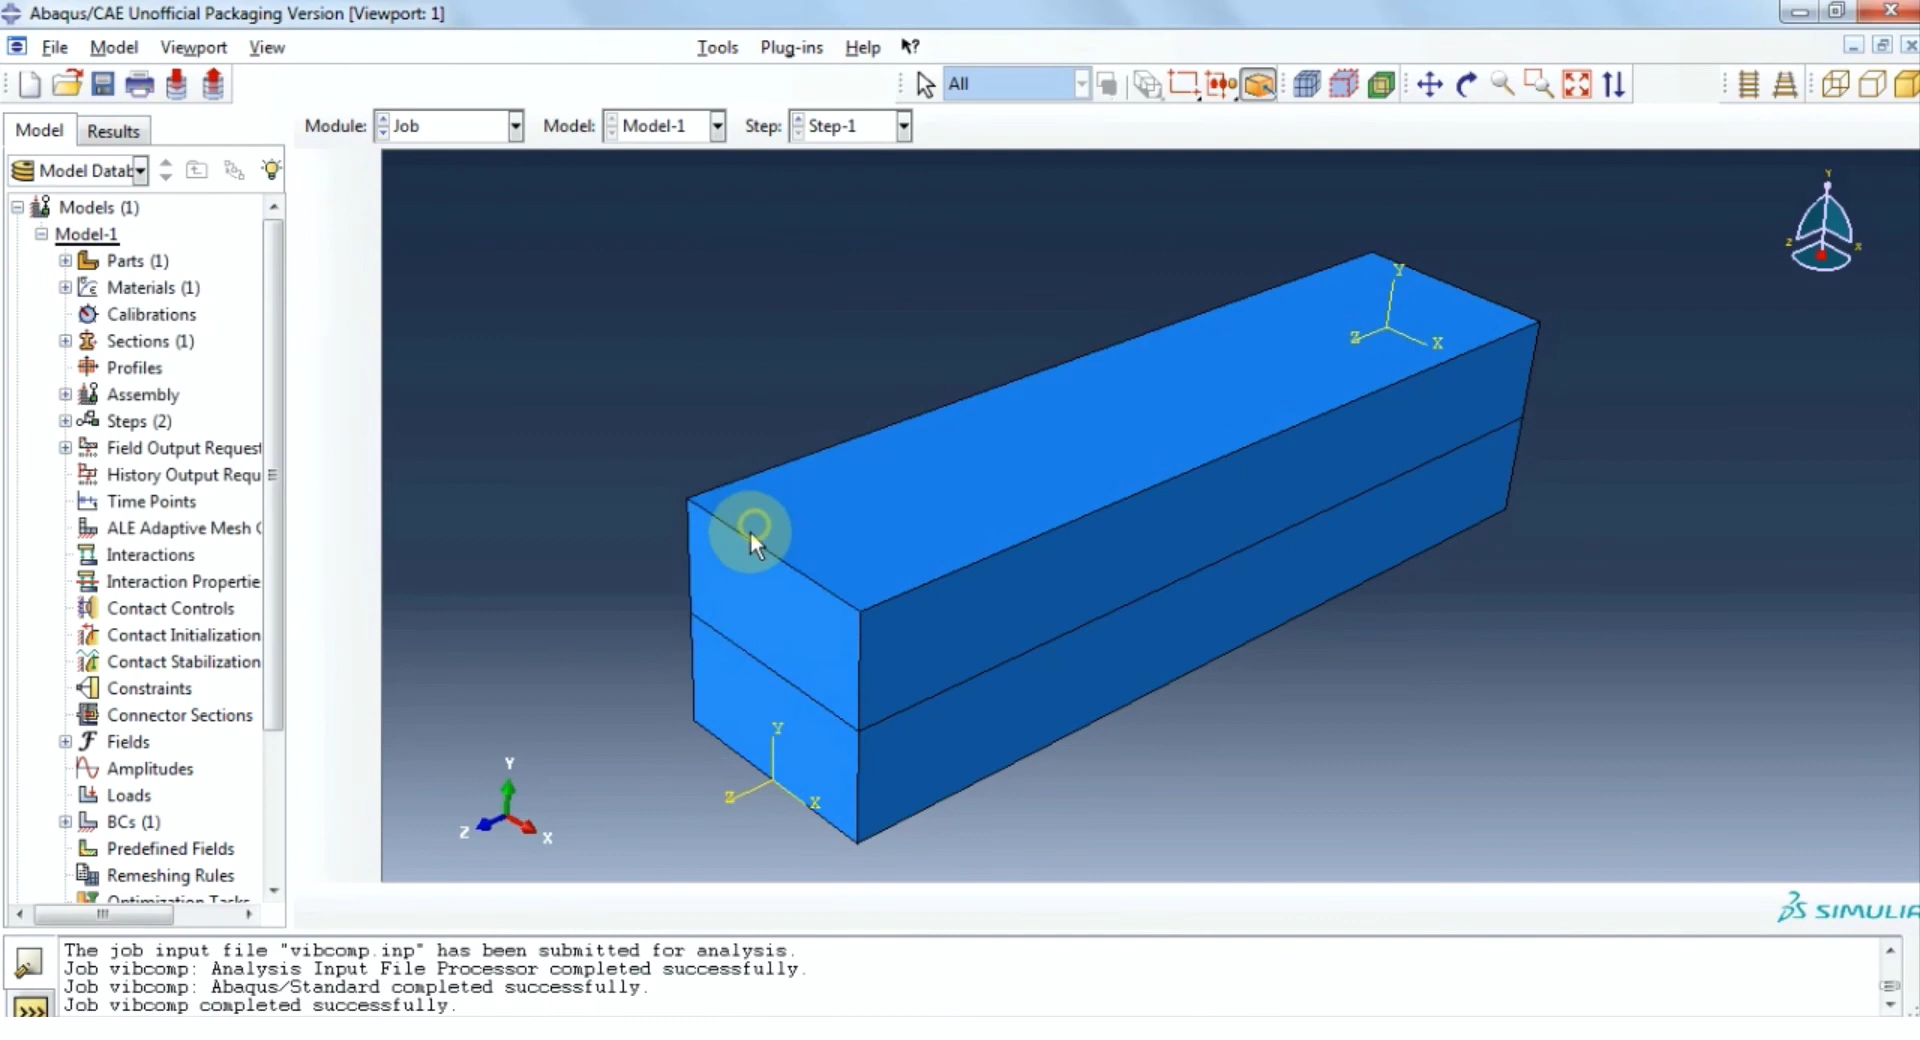 Abaqus/CAE Unofficial Packaging Version [Viewport: 1]
File Model Viewport View Tools Plug-ins Help ?
All
Model Results
Module: Job Model: Model-1 Step: Step-1
Model Datab
Models (1)
Model-1
Parts (1)
Materials (1)
Calibrations
Sections (1)
Profiles
Assembly
Steps (2)
Field Output Request
History Output Requ
Time Points
ALE Adaptive Mesh C
Interactions
Interaction Propertie
Contact Controls
Contact Initialization
Contact Stabilization
Constraints
Connector Sections
Fields
Amplitudes
Loads
BCs (1)
Predefined Fields
Remeshing Rules
Optimization Tasks
Y
Z X
Y
Z X
Y
Z X
Y
Z X
SIMULIA
The job input file "vibcomp.inp" has been submitted for analysis.
Job vibcomp: Analysis Input File Processor completed successfully.
Job vibcomp: Abaqus/Standard completed successfully.
Job vibcomp completed successfully.